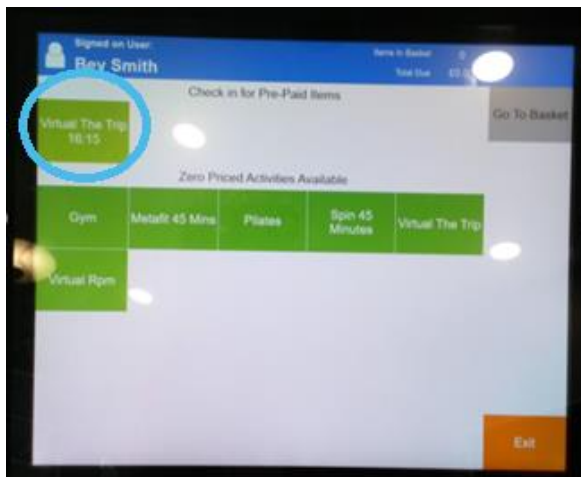 Signed on User:
Bev Smith
Items In Basket 0
Total Due £0.
Check in for Pre-Paid Items
Virtual The Trip
16:15
Go To Basket
Zero Priced Activities Available
Gym
Metafit 45 Mins
Pilates
Spin 45
Minutes
Virtual The Trip
Virtual Rpm
Exit